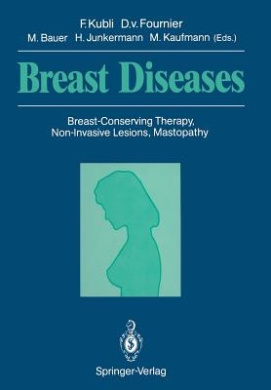 F. Kubli D.v. Fournier
M. Bauer H. Junkermann M. Kaufmann (Eds.)
Breast Diseases
Breast-Conserving Therapy,
Non-Invasive Lesions, Mastopathy
Springer-Verlag